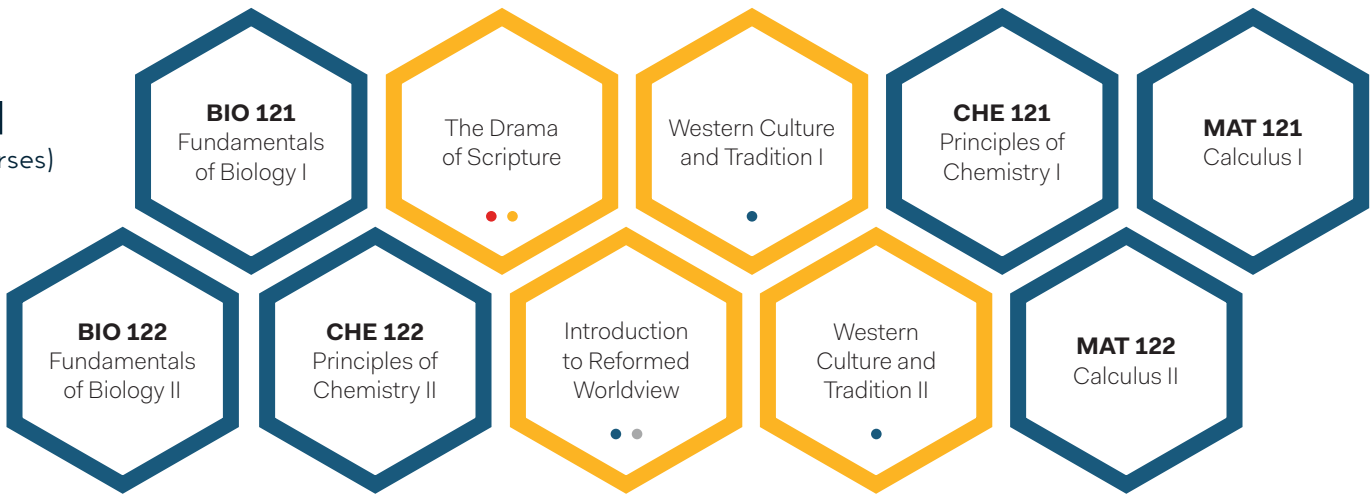 rses)
BIO 121
Fundamentals
of Biology I
The Drama
of Scripture
Western Culture
and Tradition I
CHE 121
Principles of
Chemistry I
MAT 121
Calculus I
BIO 122
Fundamentals
of Biology II
CHE 122
Principles of
Chemistry II
Introduction
to Reformed
Worldview
Western
Culture and
Tradition II
MAT 122
Calculus II